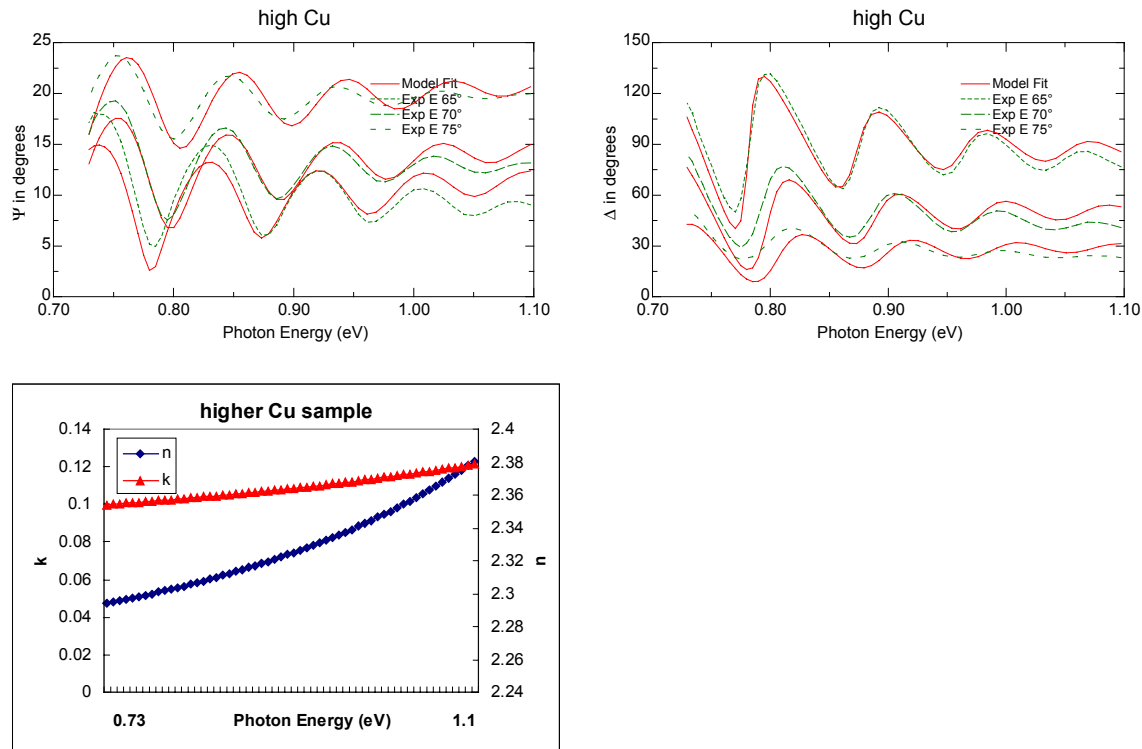 high Cu
25
20
15
10
5
0
Ψ in degrees
Model Fit
Exp E 65°
Exp E 70°
Exp E 75°
0.70 0.80 0.90 1.00 1.10
Photon Energy (eV)
high Cu
150
120
90
60
30
0
Δ in degrees
Model Fit
Exp E 65°
Exp E 70°
Exp E 75°
0.70 0.80 0.90 1.00 1.10
Photon Energy (eV)
higher Cu sample
n
k
0.14
0.12
0.1
0.08
0.06
0.04
0.02
0
k
2.4
2.38
2.36
2.34
2.32
2.3
2.28
2.26
2.24
n
0.73 Photon Energy (eV) 1.1